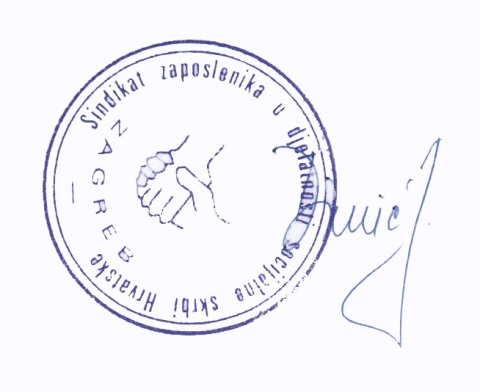 Sindikat zaposlenika u djelatnosti socijalne skrbi Hrvatske
ZAGREB